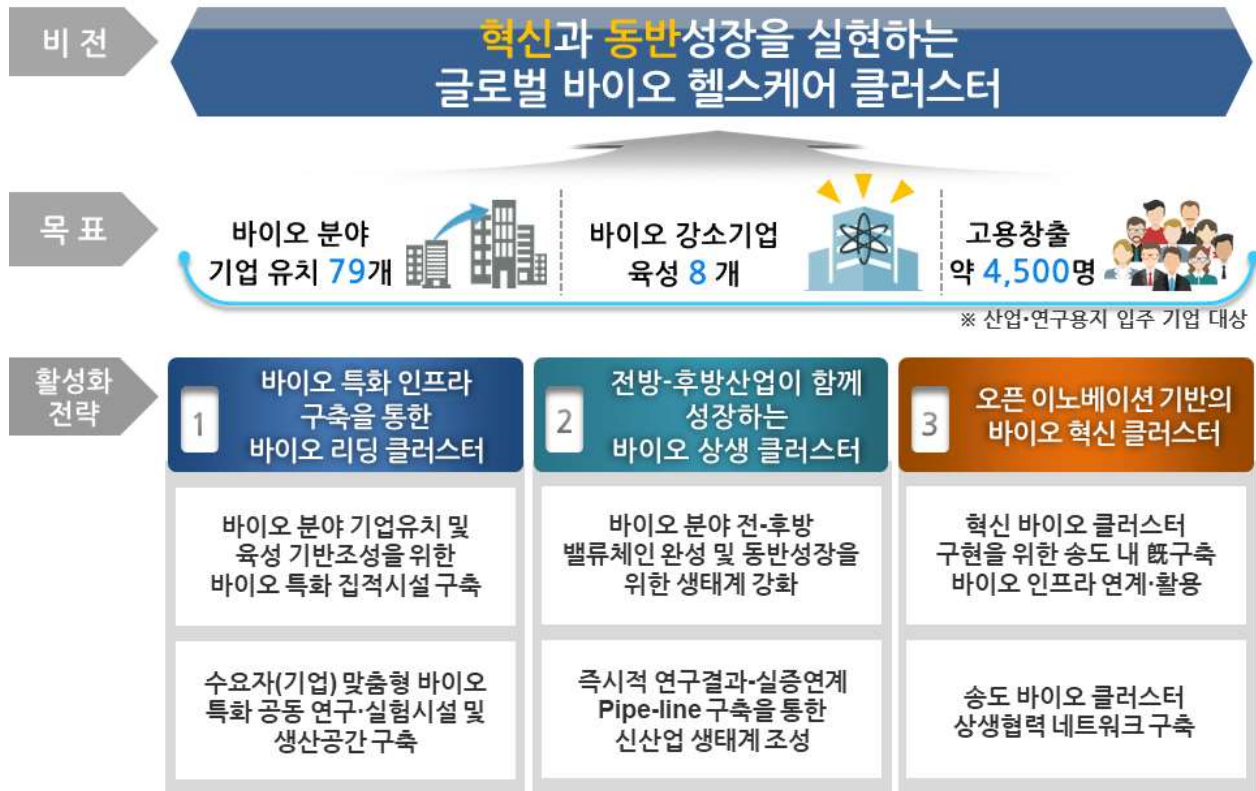 비 전
혁신과 동반성장을 실현하는
글로벌 바이오 헬스케어 클러스터
목 표
바이오 분야
기업 유치 79개
바이오 강소기업
육성 8 개
고용창출
약 4,500명
※ 산업·연구용지 입주 기업 대상
활성화
전략
1
바이오 특화 인프라
구축을 통한
바이오 리딩 클러스터
2
전방-후방산업이 함께
성장하는
바이오 상생 클러스터
3
오픈 이노베이션 기반의
바이오 혁신 클러스터
바이오 분야 기업유치 및
육성 기반조성을 위한
바이오 특화 집적시설 구축
바이오 분야 전-후방
밸류체인 완성 및 동반성장을
위한 생태계 강화
혁신 바이오 클러스터
구현을 위한 송도 내 旣구축
바이오 인프라 연계·활용
수요자(기업) 맞춤형 바이오
특화 공동 연구·실험시설 및
생산공간 구축
즉시적 연구결과-실증연계
Pipe-line 구축을 통한
신산업 생태계 조성
송도 바이오 클러스터
상생협력 네트워크 구축